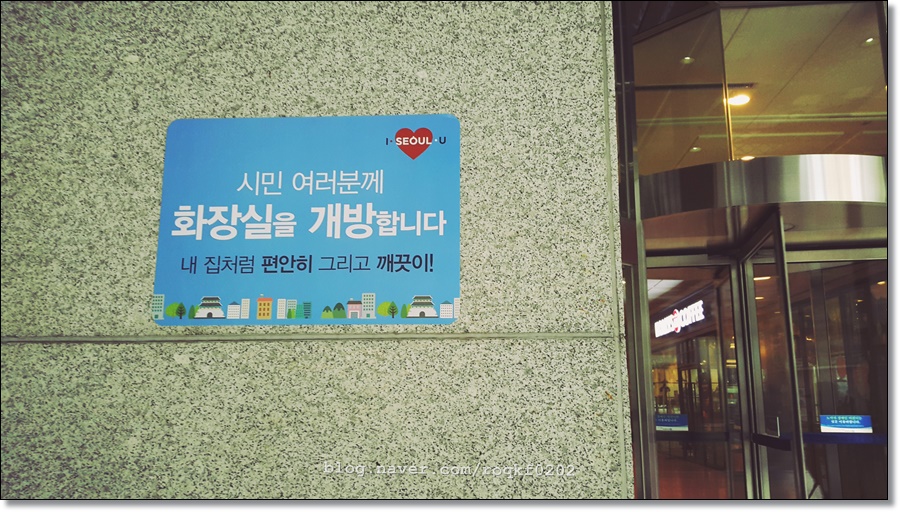 I·SEOUL·U
시민 여러분께
화장실을 개방합니다
내 집처럼 편안히 그리고 깨끗이!
blog.naver.com/rqqkf0202